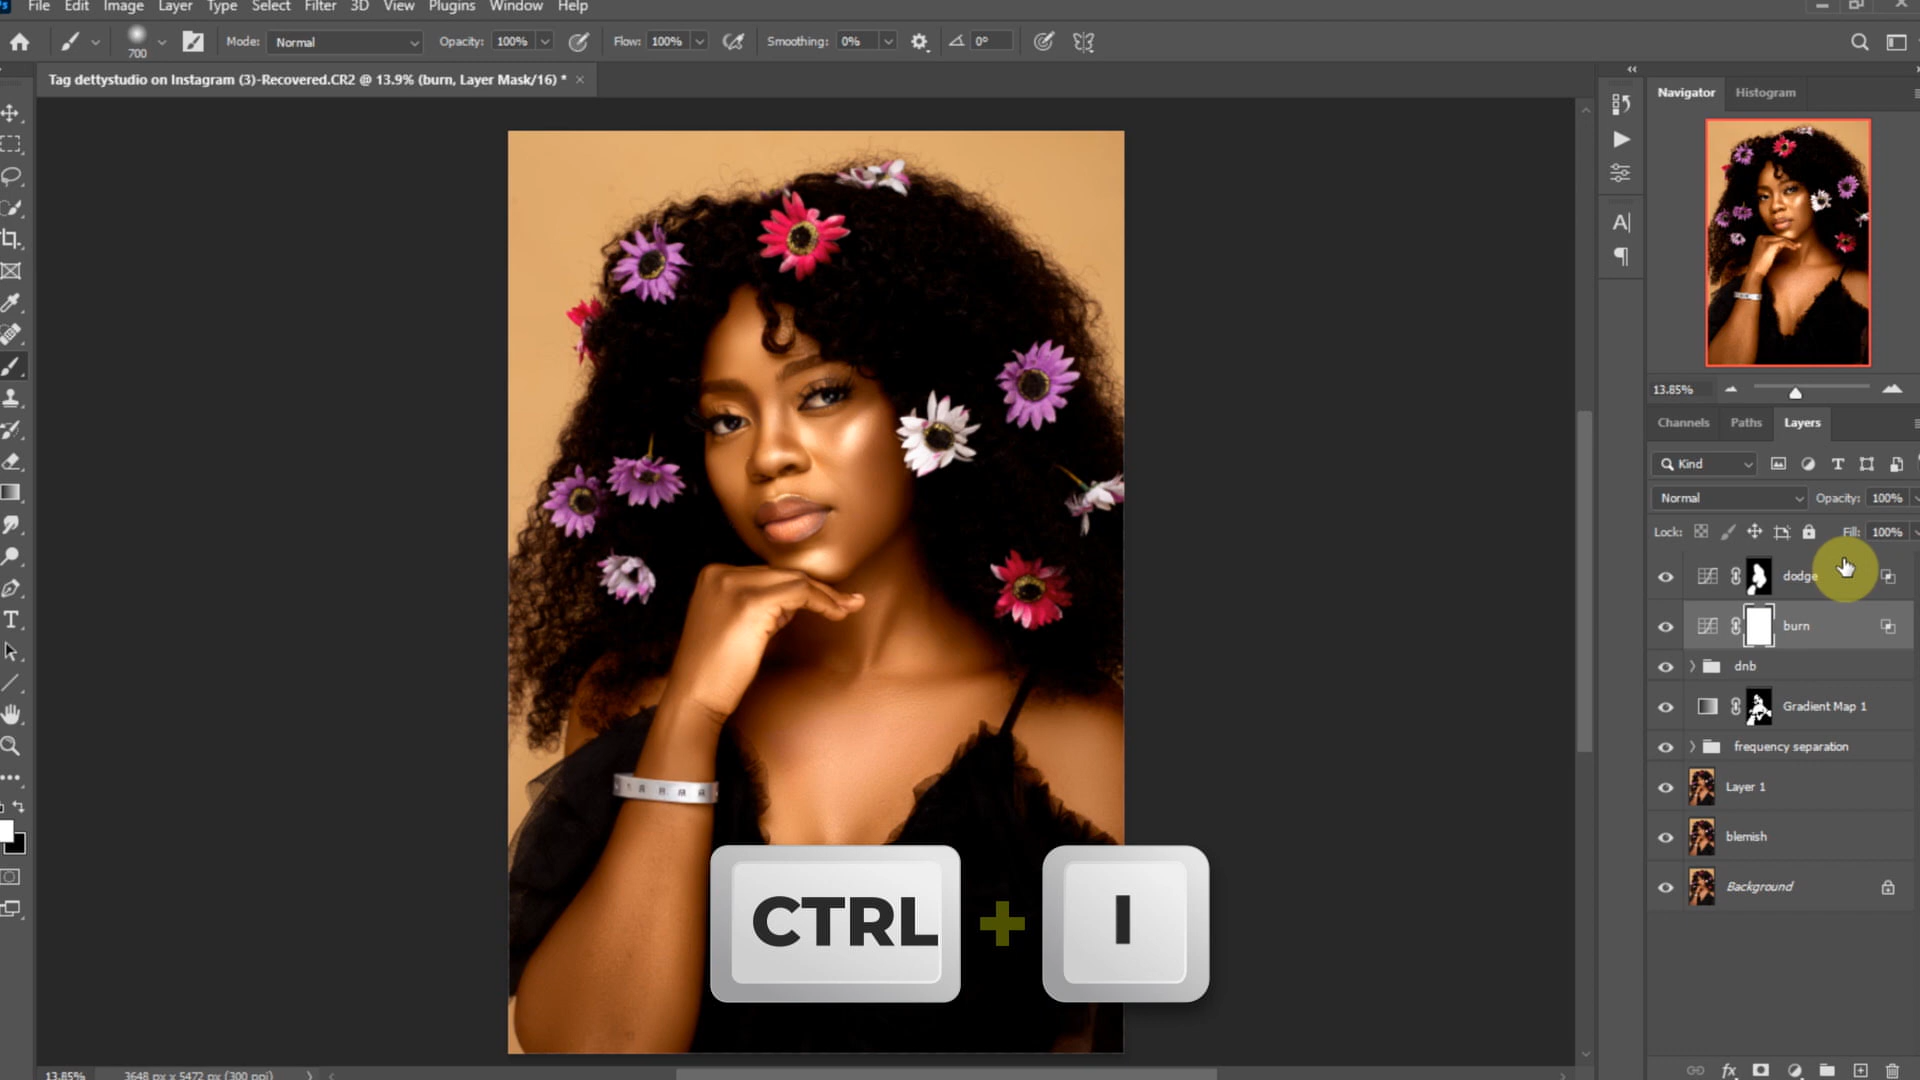 File Edit Image Layer Type Select Filter 3D View Plugins Window Help
700
Mode: Normal Opacity: 100% Flow: 100% Smoothing: 0% 0°
Tag dettystudio on Instagram (3)-Recovered.CR2 @ 13.9% (burn, Layer Mask/16) * ×
Navigator Histogram
13.85%
Channels Paths Layers
Kind
Normal Opacity: 100%
Lock: Fill: 100%
dodge
burn
dnb
Gradient Map 1
frequency separation
Layer 1
blemish
Background
CTRL + I
13.85% 3648 px x 5472 px (300 ppi)